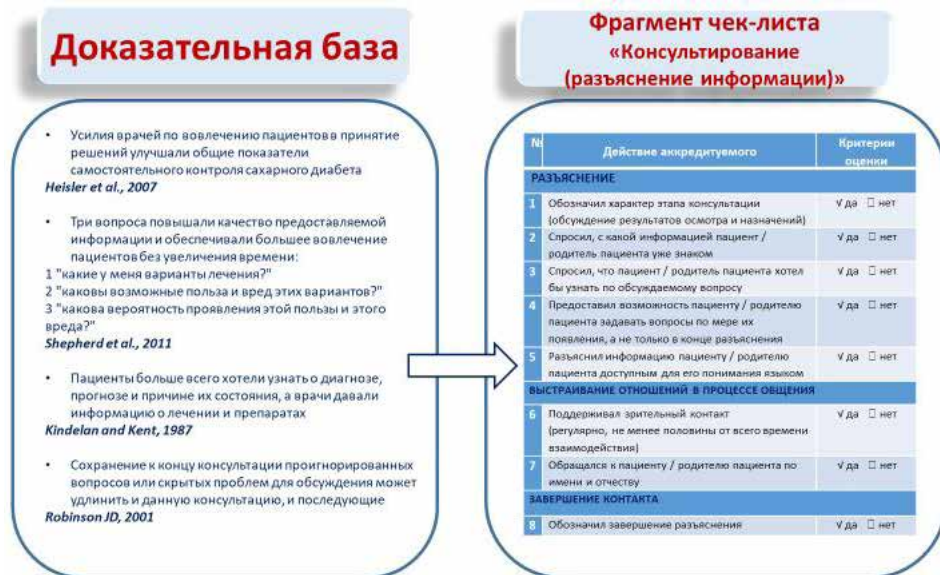 Доказательная база
• Усилия врачей по вовлечению пациентов в принятие
решений улучшали общие показатели
самостоятельного контроля сахарного диабета
Heisler et al., 2007
• Три вопроса повышали качество предоставляемой
информации и обеспечивали большее вовлечение
пациентов без увеличения времени:
1 "какие у меня варианты лечения?"
2 "каковы возможные польза и вред этих вариантов?"
3 "какова вероятность проявления этой пользы и этого
вреда?"
Shepherd et al., 2011
• Пациенты больше всего хотели узнать о диагнозе,
прогнозе и причине их состояния, а врачи давали
информацию о лечении и препаратах
Kindelan and Kent, 1987
• Сохранение к концу консультации проигнорированных
вопросов или скрытых проблем для обсуждения может
удлинить и данную консультацию, и последующие
Robinson JD, 2001
Фрагмент чек-листа
«Консультирование
(разъяснение информации)»
№ Действие аккредитуемого Критерии
оценки
РАЗЪЯСНЕНИЕ
1 Обозначил характер этапа консультации √ да □ нет
(обсуждение результатов осмотра и назначений)
2 Спросил, с какой информацией пациент / √ да □ нет
родитель пациента уже знаком
3 Спросил, что пациент / родитель пациента хотел √ да □ нет
бы узнать по обсуждаемому вопросу
4 Предоставил возможность пациенту / родителю √ да □ нет
пациента задавать вопросы по мере их
появления, а не только в конце разъяснения
5 Разъяснил информацию пациенту / родителю √ да □ нет
пациента доступным для его понимания языком
ВЫСТРАИВАНИЕ ОТНОШЕНИЙ В ПРОЦЕССЕ ОБЩЕНИЯ
6 Поддерживал зрительный контакт √ да □ нет
(регулярно, не менее половины от всего времени
взаимодействия)
7 Обращался к пациенту / родителю пациента по √ да □ нет
имени и отчеству
ЗАВЕРШЕНИЕ КОНТАКТА
8 Обозначил завершение разъяснения √ да □ нет